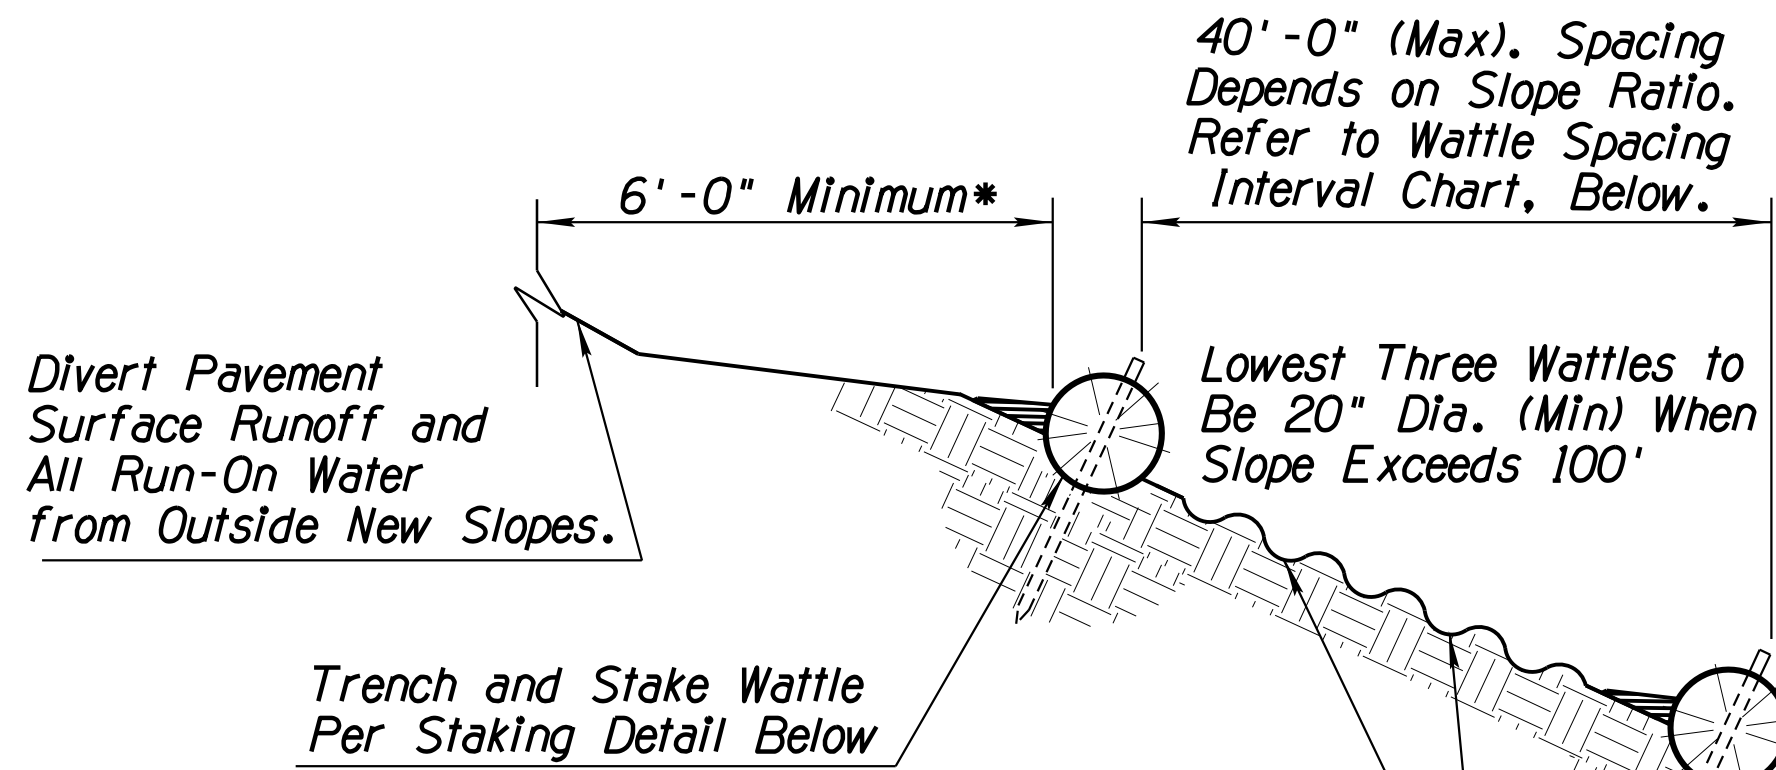 40'-0" (Max). Spacing
Depends on Slope Ratio.
Refer to Wattle Spacing
Interval Chart, Below.
6'-0" Minimum*
Divert Pavement
Surface Runoff and
All Run-On Water
from Outside New Slopes.
Lowest Three Wattles to
Be 20" Dia. (Min) When
Slope Exceeds 100'
Trench and Stake Wattle
Per Staking Detail Below